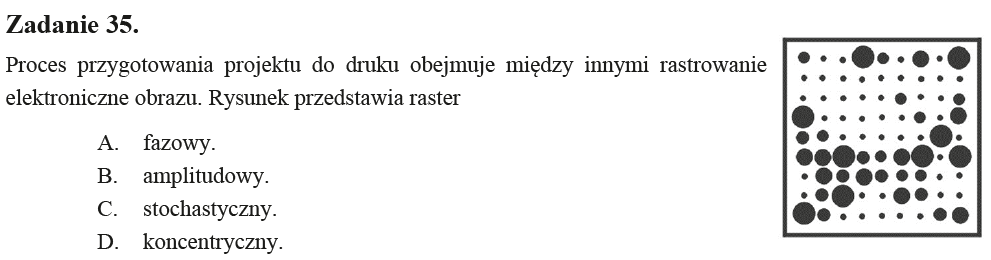 Zadanie 35.
Proces przygotowania projektu do druku obejmuje między innymi rastrowanie
elektroniczne obrazu. Rysunek przedstawia raster
A. fazowy.
B. amplitudowy.
C. stochastyczny.
D. koncentryczny.